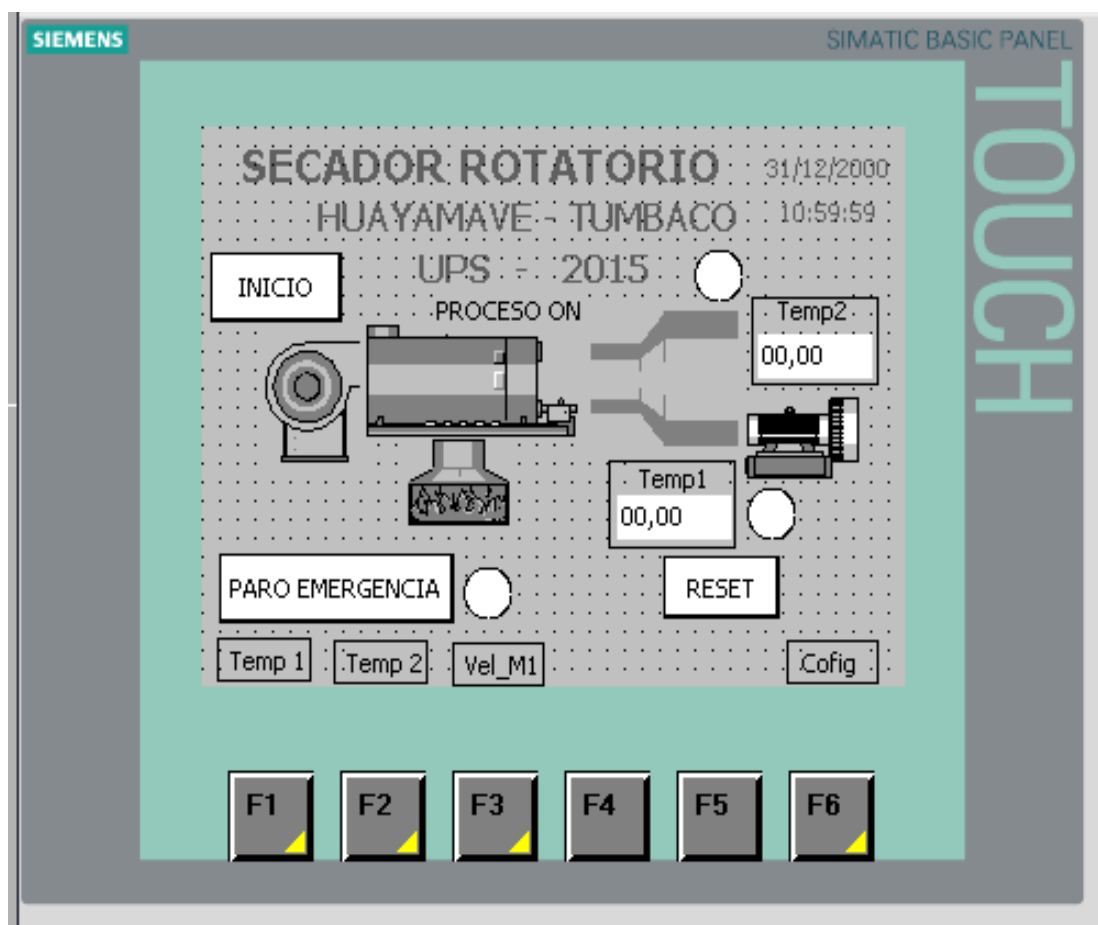 SIEMENS
SIMATIC BASIC PANEL
TOUCH
SECADOR ROTATORIO
31/12/2000
HUAYAMAVE - TUMBACO
10:59:59
UPS - 2015
INICIO
PROCESO ON
Temp2
00,00
Temp1
00,00
PARO EMERGENCIA
RESET
Temp 1
Temp 2
Vel_M1
Cofig
F1
F2
F3
F4
F5
F6